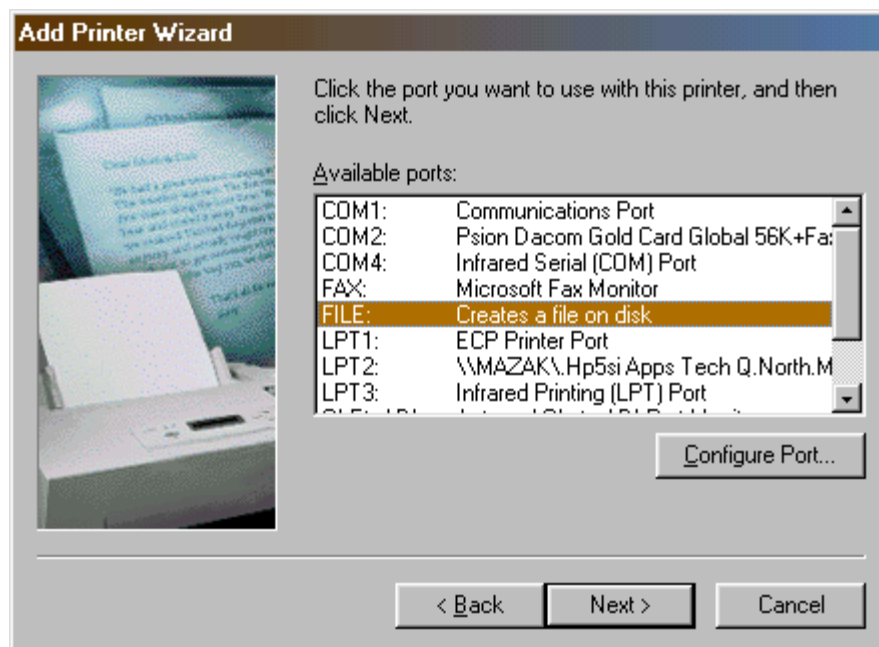 Add Printer Wizard
Click the port you want to use with this printer, and then
click Next.
Available ports:
COM1: Communications Port
COM2: Psion Dacom Gold Card Global 56K+Fa
COM4: Infrared Serial (COM) Port
FAX: Microsoft Fax Monitor
FILE: Creates a file on disk
LPT1: ECP Printer Port
LPT2: \\MAZAK\.Hp5si Apps Tech Q.North.M
LPT3: Infrared Printing (LPT) Port
Configure Port...
< Back
Next >
Cancel